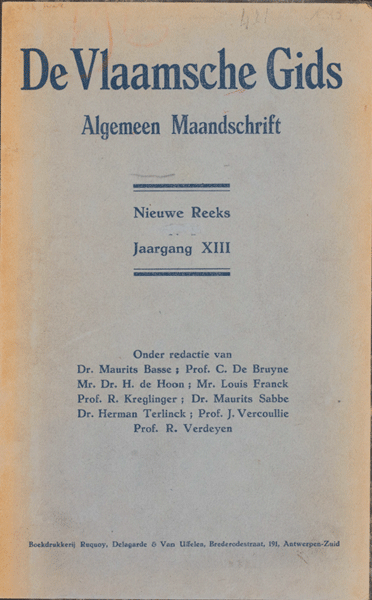 De Vlaamsche Gids
Algemeen Maandschrift
Nieuwe Reeks
Jaargang XIII
Onder redactie van
Dr. Maurits Basse ; Prof. C. De Bruyne
Mr. Dr. H. de Hoon ; Mr. Louis Franck
Prof. R. Kreglinger ; Dr. Maurits Sabbe
Dr. Herman Terlinck ; Prof. J. Vercoullie
Prof. R. Verdeyen
Boekdrukkerij Ruquoy, Delagarde & Van Uffelen, Brederodestraat, 191, Antwerpen-Zuid